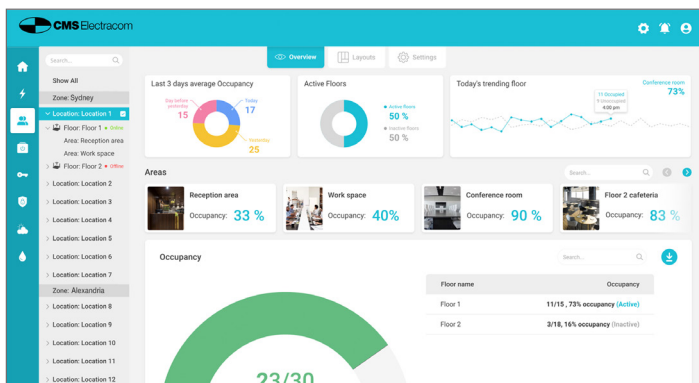 CMS Electracom
Overview
Layouts
Settings
Search...
Show All
Zone: Sydney
Location: Location 1
Floor: Floor 1 • Online
Area: Reception area
Area: Work space
Floor: Floor 2 • Offline
Location: Location 2
Location: Location 3
Location: Location 4
Location: Location 5
Location: Location 6
Location: Location 7
Zone: Alexandria
Location: Location 8
Location: Location 9
Location: Location 10
Location: Location 11
Location: Location 12
Last 3 days average Occupancy
Day before
yesterday
15
Today
17
Yesterday
25
Active Floors
Active floors
50 %
Inactive floors
50 %
Today's trending floor
Conference room
73%
11 Occupied
9 Unoccupied
4:00 pm
Areas
Search...
Reception area
Occupancy: 33 %
Work space
Occupancy: 40%
Conference room
Occupancy: 90 %
Floor 2 cafeteria
Occupancy: 83 %
Occupancy
Search...
23/30
Floor name Occupancy
Floor 1 11/15 , 73% occupancy (Active)
Floor 2 3/18, 16% occupancy (Inactive)